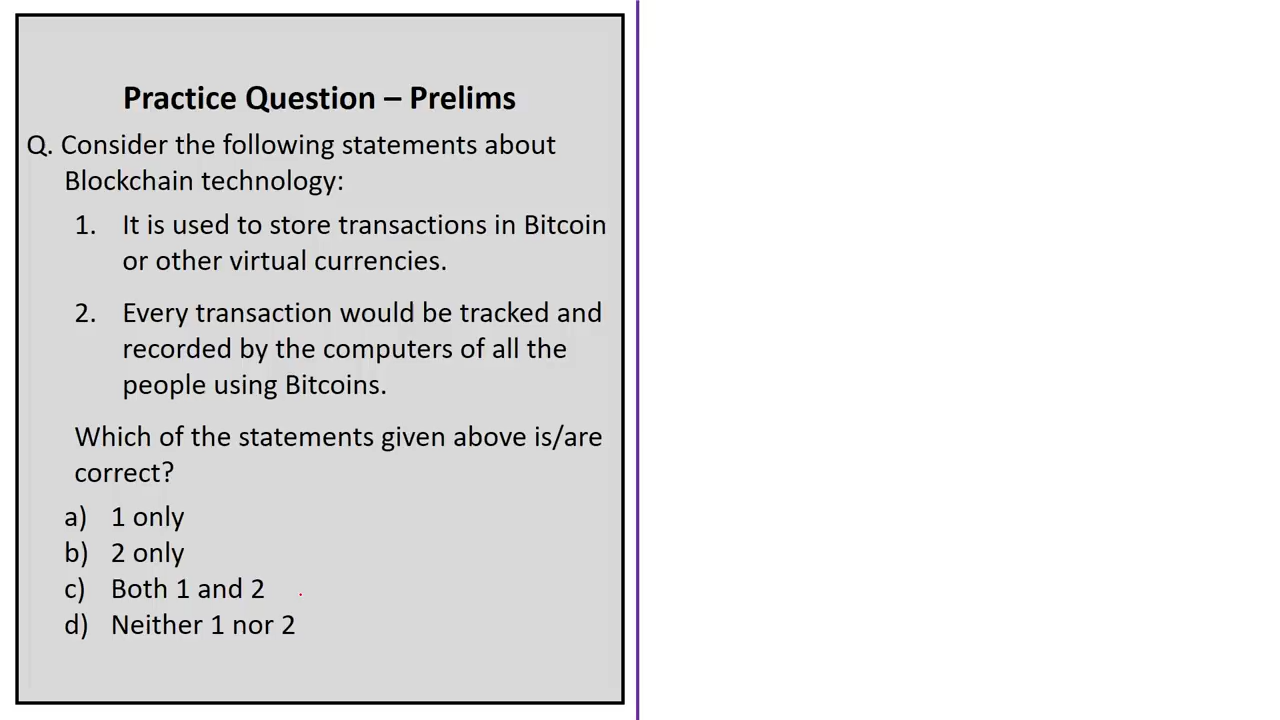 Practice Question – Prelims
Q. Consider the following statements about
Blockchain technology:
1. It is used to store transactions in Bitcoin
or other virtual currencies.
2. Every transaction would be tracked and
recorded by the computers of all the
people using Bitcoins.
Which of the statements given above is/are
correct?
a) 1 only
b) 2 only
c) Both 1 and 2
d) Neither 1 nor 2